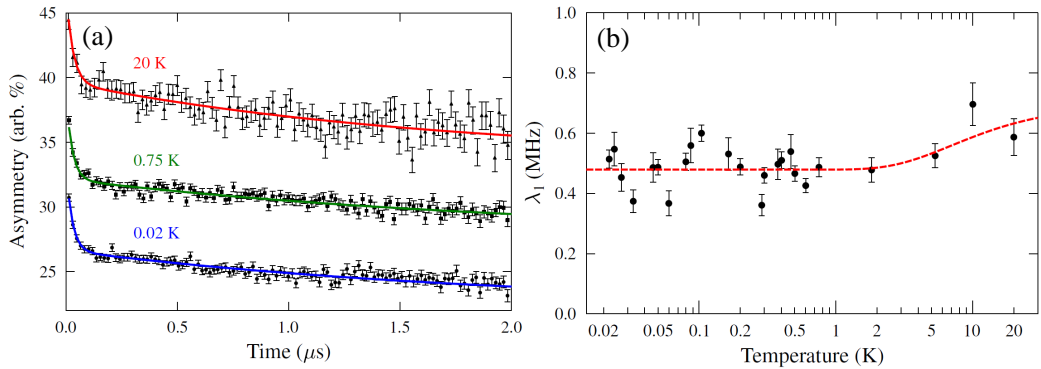 (a)
20 K
0.75 K
0.02 K
45
40
35
30
25
Asymmetry (arb. %)
0.0 0.5 1.0 1.5 2.0
Time (μs)
(b)
1.0
0.8
0.6
0.4
0.2
0.0
λ1 (MHz)
0.02 0.05 0.1 0.2 0.5 1 2 5 10 20
Temperature (K)